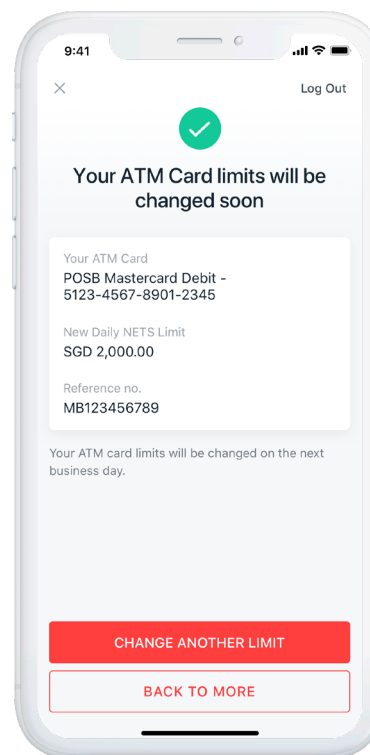 9:41
Log Out
Your ATM Card limits will be
changed soon
Your ATM Card
POSB Mastercard Debit -
5123-4567-8901-2345
New Daily NETS Limit
SGD 2,000.00
Reference no.
MB123456789
Your ATM card limits will be changed on the next
business day.
CHANGE ANOTHER LIMIT
BACK TO MORE